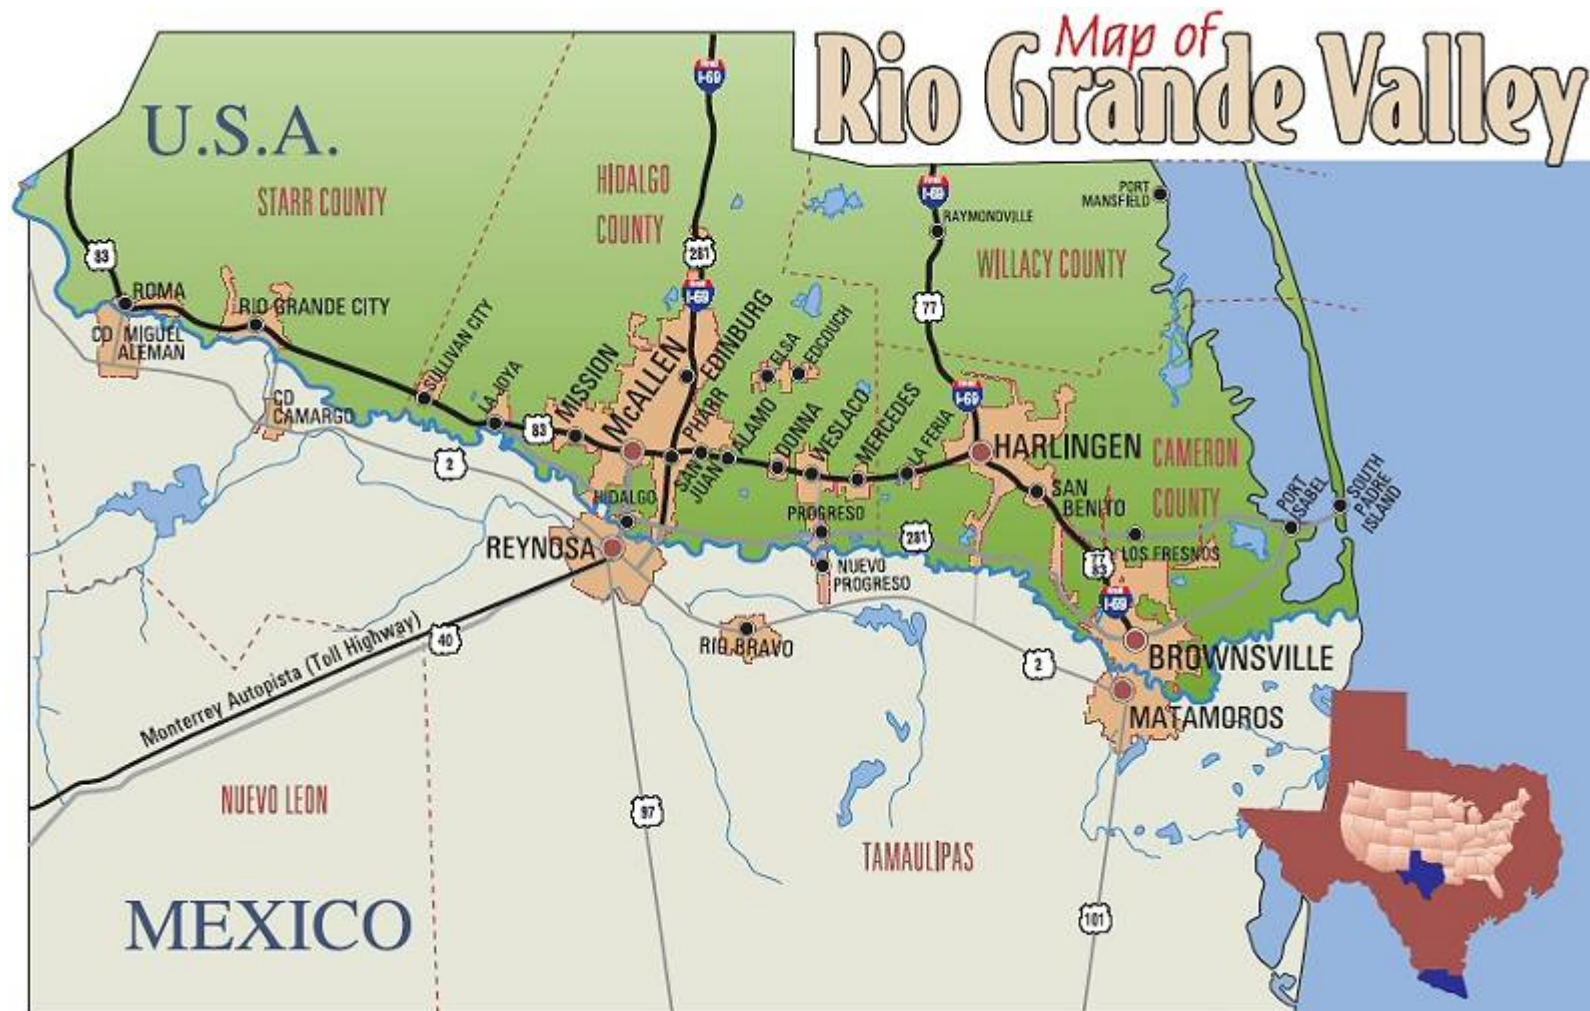 Map of
Rio Grande Valley
U.S.A.
STARR COUNTY
HIDALGO
COUNTY
I-69
I-69
PORT
MANSFIELD
RAYMONDVILLE
WILLACY COUNTY
83
281
I-69
77
ROMA
RIO GRANDE CITY
CD MIGUEL
ALEMAN
SULLIVAN CITY
LA JOYA
MISSION
McALLEN
EDINBURG
PHARR
ELSA
EDCOUCH
CD
CAMARGO
83
SAN
JUAN
ALAMO
DONNA
WESLACO
MERCEDES
LA FERIA
I-69
HARLINGEN
CAMERON
COUNTY
2
SAN
BENITO
PORT
ISABEL
SOUTH
PADRE
ISLAND
HIDALGO
PROGRESO
281
REYNOSA
LOS FRESNOS
NUEVO
PROGRESO
77
83
I-69
Monterrey Autopista (Toll Highway)
40
RIO BRAVO
2
BROWNSVILLE
MATAMOROS
NUEVO LEON
97
TAMAULIPAS
MEXICO
101